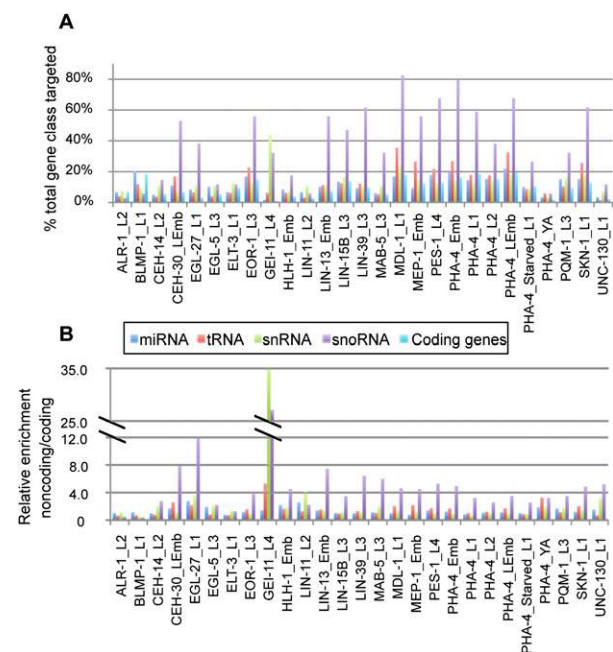 A
% total gene class targeted
80%
60%
40%
20%
0%
ALR-1_L2
BLMP-1_L1
CEH-14_L2
CEH-30_LEmb
EGL-27_L1
EGL-5_L3
ELT-3_L1
EOR-1_L3
GEI-11_L4
HLH-1_Emb
LIN-11_L2
LIN-13_Emb
LIN-15B_L3
LIN-39_L3
MAB-5_L3
MDL-1_L1
MEP-1_Emb
PES-1_L4
PHA-4_Emb
PHA-4_L1
PHA-4_L2
PHA-4_LEmb
PHA-4_Starved_L1
PHA-4_YA
PQM-1_L3
SKN-1_L1
UNC-130_L1
B
miRNA tRNA snRNA snoRNA Coding genes
Relative enrichment
noncoding/coding
35.0
25.0
12.0
8.0
4.0
0
ALR-1_L2
BLMP-1_L1
CEH-14_L2
CEH-30_LEmb
EGL-27_L1
EGL-5_L3
ELT-3_L1
EOR-1_L3
GEI-11_L4
HLH-1_Emb
LIN-11_L2
LIN-13_Emb
LIN-15B_L3
LIN-39_L3
MAB-5_L3
MDL-1_L1
MEP-1_Emb
PES-1_L4
PHA-4_Emb
PHA-4_L1
PHA-4_L2
PHA-4_LEmb
PHA-4_Starved_L1
PHA-4_YA
PQM-1_L3
SKN-1_L1
UNC-130_L1